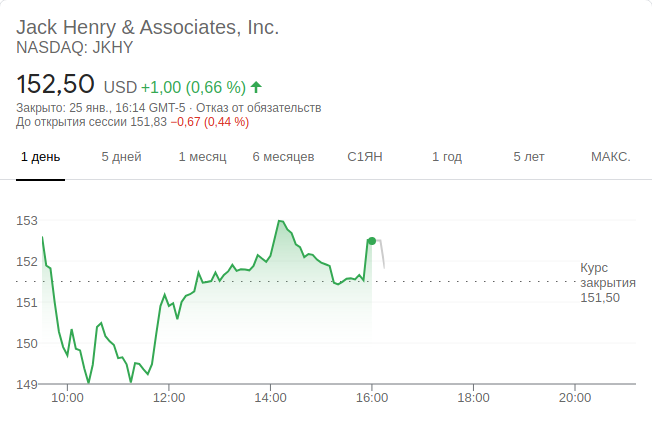 Jack Henry & Associates, Inc.
NASDAQ: JKHY
152,50 USD +1,00 (0,66 %)
Закрыто: 25 янв., 16:14 GMT-5 · Отказ от обязательств
До открытия сессии 151,83 −0,67 (0,44 %)
1 день 5 дней 1 месяц 6 месяцев С1ЯН 1 год 5 лет МАКС.
153
152
Курс
закрытия
151,50
151
150
149
10:00 12:00 14:00 16:00 18:00 20:00